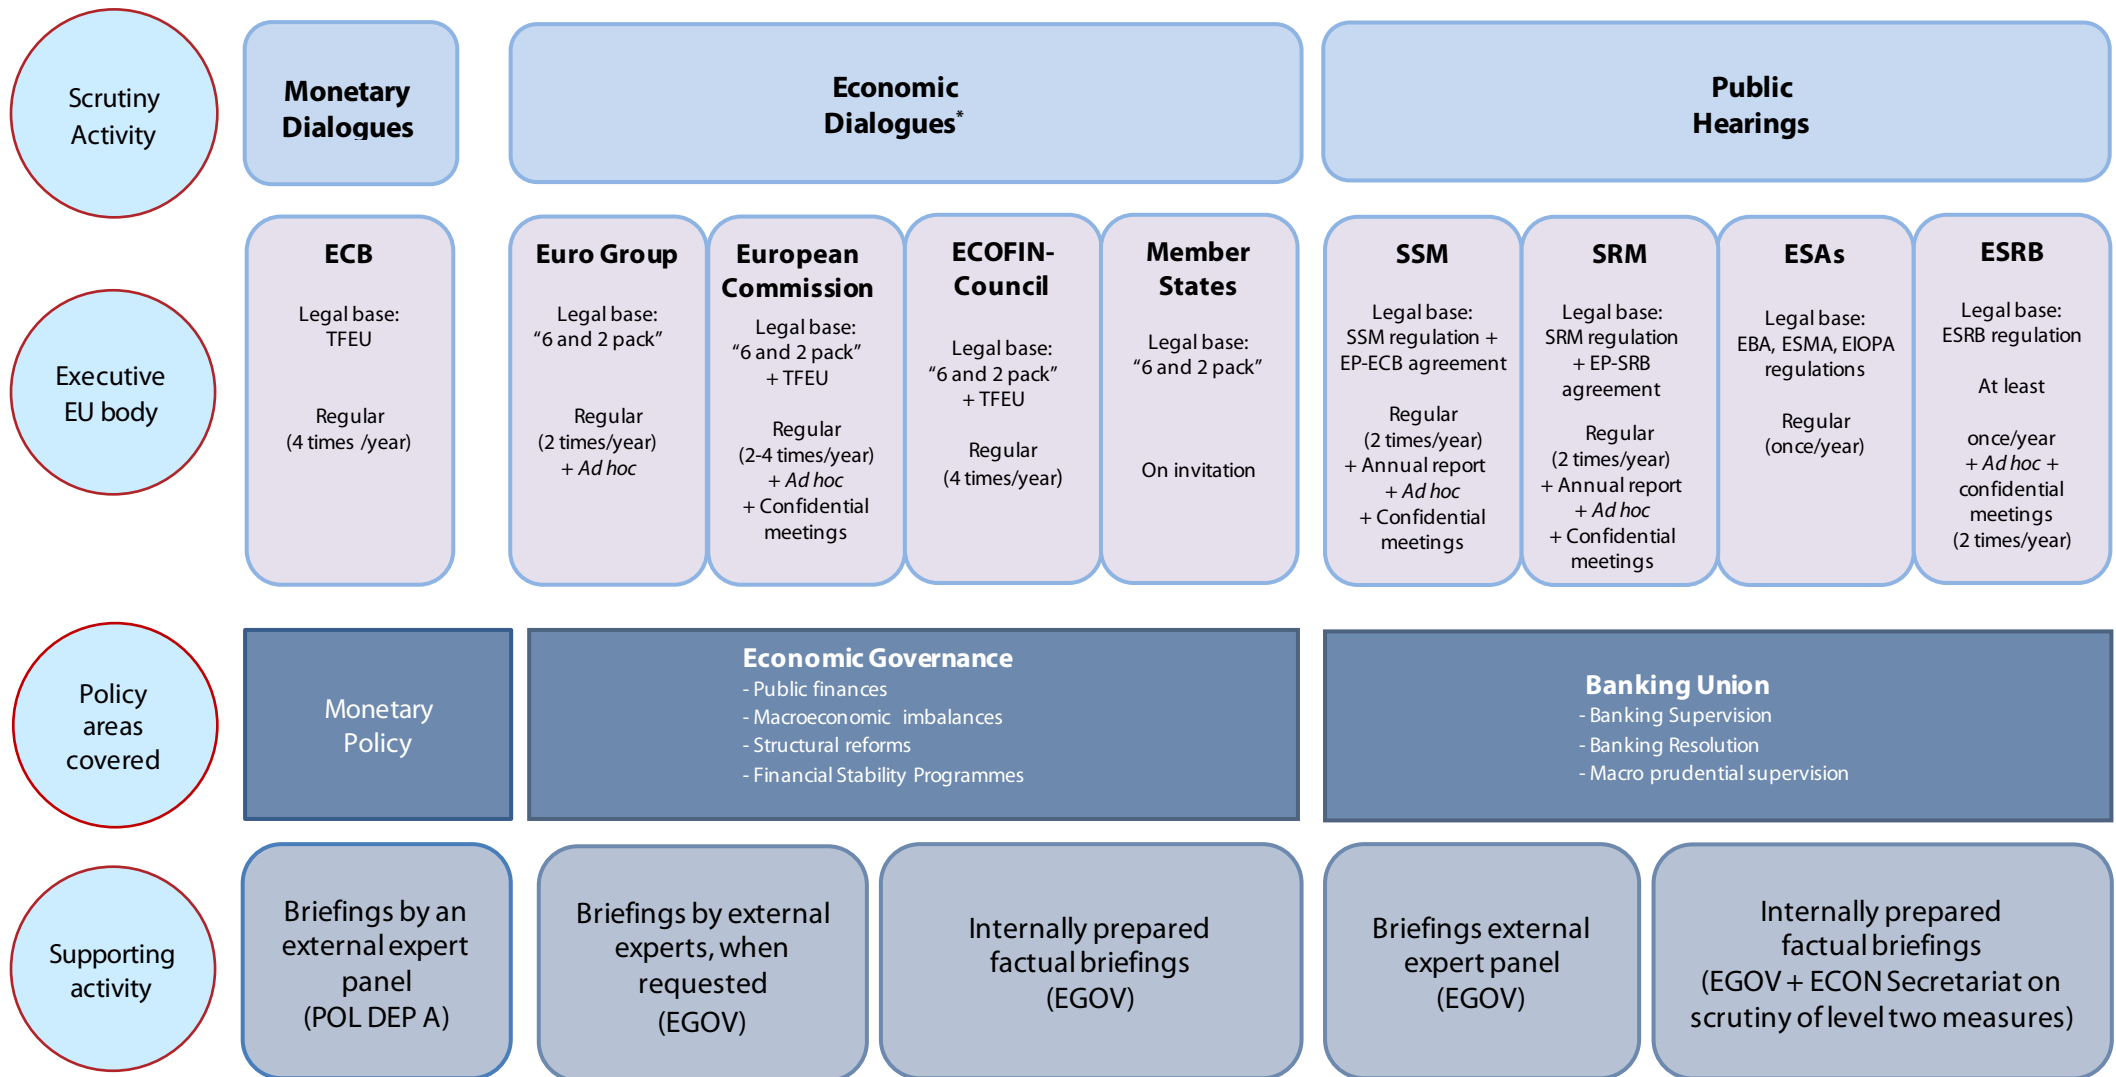 Scrutiny
Activity
Monetary
Dialogues
Economic
Dialogues*
Public
Hearings
Executive
EU body
ECB
Legal base:
TFEU
Regular
(4 times /year)
Euro Group
Legal base:
“6 and 2 pack”
Regular
(2 times/year)
+ Ad hoc
European
Commission
Legal base:
“6 and 2 pack”
+ TFEU
Regular
(2-4 times/year)
+ Ad hoc
+ Confidential
meetings
ECOFIN-
Council
Legal base:
“6 and 2 pack”
+ TFEU
Regular
(4 times/year)
Member
States
Legal base:
“6 and 2 pack”
On invitation
SSM
Legal base:
SSM regulation +
EP-ECB agreement
Regular
(2 times/year)
+ Annual report
+ Ad hoc
+ Confidential
meetings
SRM
Legal base:
SRM regulation
+ EP-SRB
agreement
Regular
(2 times/year)
+ Annual report
+ Ad hoc
+ Confidential
meetings
ESAs
Legal base:
EBA, ESMA, EIOPA
regulations
Regular
(once/year)
ESRB
Legal base:
ESRB regulation
At least
once/year
+ Ad hoc +
confidential
meetings
(2 times/year)
Policy
areas
covered
Monetary
Policy
Economic Governance
- Public finances
- Macroeconomic imbalances
- Structural reforms
- Financial Stability Programmes
Banking Union
- Banking Supervision
- Banking Resolution
- Macro prudential supervision
Supporting
activity
Briefings by an
external expert
panel
(POL DEP A)
Briefings by external
experts, when
requested
(EGOV)
Internally prepared
factual briefings
(EGOV)
Briefings external
expert panel
(EGOV)
Internally prepared
factual briefings
(EGOV + ECON Secretariat on
scrutiny of level two measures)